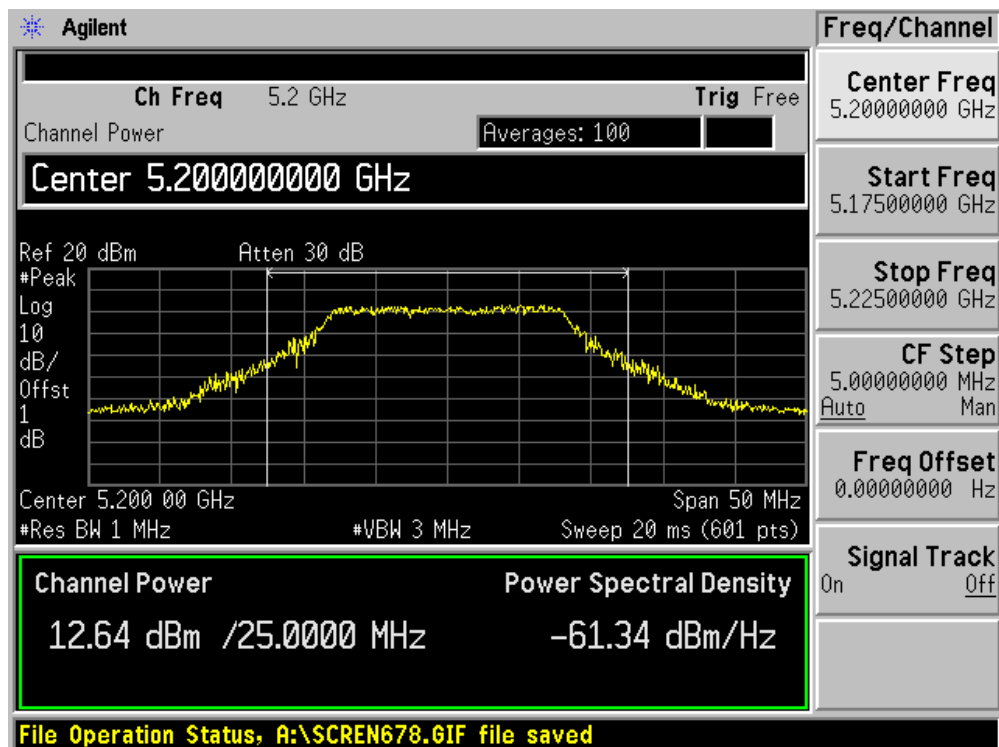 Agilent
Freq/Channel
Ch Freq 5.2 GHz Trig Free
Channel Power Averages: 100
Center 5.200000000 GHz
Ref 20 dBm Atten 30 dB
#Peak
Log
10
dB/
Offst
1
dB
Center 5.200 00 GHz Span 50 MHz
#Res BW 1 MHz #VBW 3 MHz Sweep 20 ms (601 pts)
Channel Power Power Spectral Density
12.64 dBm /25.0000 MHz -61.34 dBm/Hz
File Operation Status, A:\SCREN678.GIF file saved
Center Freq
5.20000000 GHz
Start Freq
5.17500000 GHz
Stop Freq
5.22500000 GHz
CF Step
5.00000000 MHz
Auto Man
Freq Offset
0.00000000 Hz
Signal Track
On Off